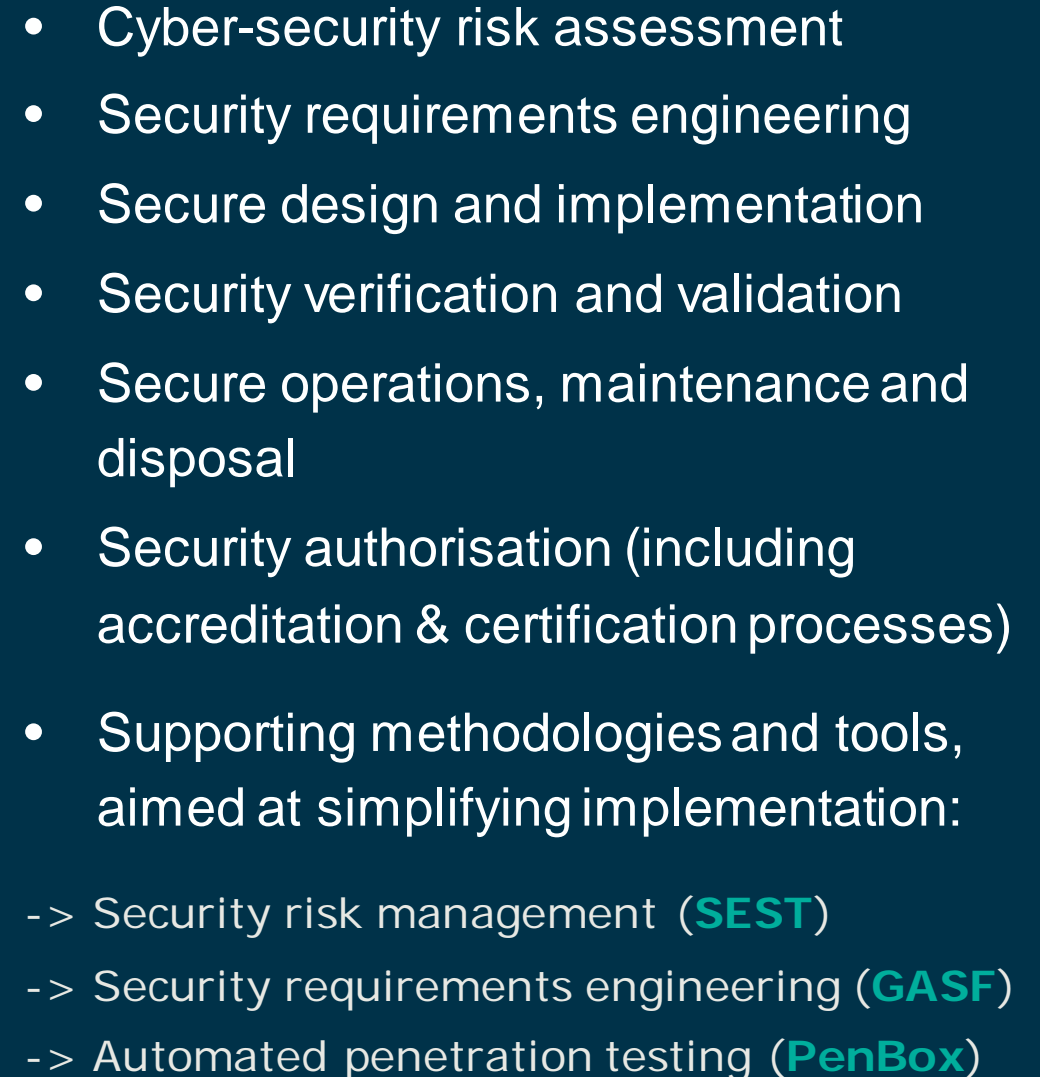 • Cyber-security risk assessment
• Security requirements engineering
• Secure design and implementation
• Security verification and validation
• Secure operations, maintenance and
disposal
• Security authorisation (including
accreditation & certification processes)
• Supporting methodologies and tools,
aimed at simplifying implementation:
-> Security risk management (SEST)
-> Security requirements engineering (GASF)
-> Automated penetration testing (PenBox)